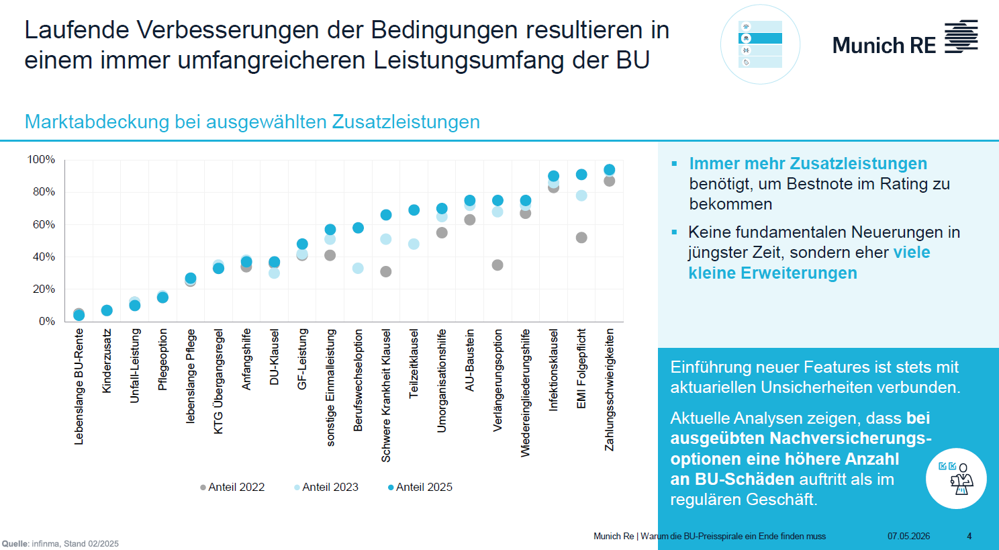 Laufende Verbesserungen der Bedingungen resultieren in
einem immer umfangreicheren Leistungsumfang der BU
Munich RE
Marktabdeckung bei ausgewählten Zusatzleistungen
100%
80%
60%
40%
20%
0%
Lebenslange BU-Rente
Kinderzusatz
Unfall-Leistung
Pflegeoption
lebenslange Pflege
KTG Übergangsregel
Anfangshilfe
DU-Klausel
GF-Leistung
sonstige Einmalleistung
Berufswechseloption
Schwere Krankheit Klausel
Teilzeitklausel
Umorganisationshilfe
AU-Baustein
Verlängerungsoption
Wiedereingliederungshilfe
Infektionsklausel
EMI Folgepflicht
Zahlungsschwierigkeiten
Anteil 2022
Anteil 2023
Anteil 2025
Immer mehr Zusatzleistungen
benötigt, um Bestnote im Rating zu
bekommen
Keine fundamentalen Neuerungen in
jüngster Zeit, sondern eher viele
kleine Erweiterungen
Einführung neuer Features ist stets mit
aktuariellen Unsicherheiten verbunden.
Aktuelle Analysen zeigen, dass bei
ausgeübten Nachversicherungs-
optionen eine höhere Anzahl
an BU-Schäden auftritt als im
regulären Geschäft.
Munich Re | Warum die BU-Preisspirale ein Ende finden muss
07.05.2026
4
Quelle: infinma, Stand 02/2025